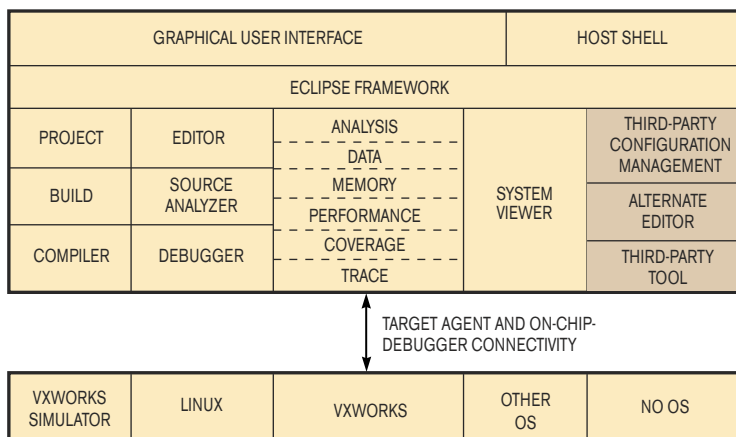 GRAPHICAL USER INTERFACE
HOST SHELL
ECLIPSE FRAMEWORK
PROJECT
EDITOR
ANALYSIS
DATA
MEMORY
PERFORMANCE
COVERAGE
TRACE
SYSTEM
VIEWER
THIRD-PARTY
CONFIGURATION
MANAGEMENT
BUILD
SOURCE
ANALYZER
ALTERNATE
EDITOR
COMPILER
DEBUGGER
THIRD-PARTY
TOOL
TARGET AGENT AND ON-CHIP-
DEBUGGER CONNECTIVITY
VXWORKS
SIMULATOR
LINUX
VXWORKS
OTHER
OS
NO OS